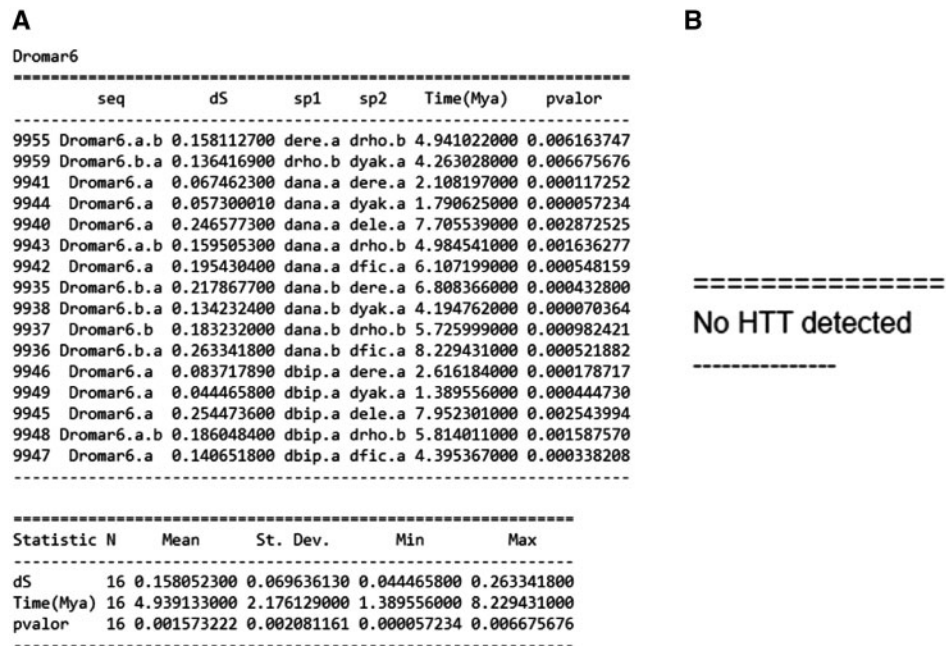 A
Dromar6
==============================================================================
seq dS sp1 sp2 Time(Mya) pvalor
------------------------------------------------------------------------------
9955 Dromar6.a.b 0.158112700 dere.a drho.b 4.941022000 0.006163747
9959 Dromar6.b.a 0.136416900 drho.b dyak.a 4.263028000 0.006675676
9941 Dromar6.a 0.067462300 dana.a dere.a 2.108197000 0.000117252
9944 Dromar6.a 0.057300010 dana.a dyak.a 1.790625000 0.000057234
9940 Dromar6.a 0.246577300 dana.a dele.a 7.705539000 0.002872525
9943 Dromar6.a.b 0.159505300 dana.a drho.b 4.984541000 0.001636277
9942 Dromar6.a 0.195430400 dana.a dfic.a 6.107199000 0.000548159
9935 Dromar6.b.a 0.217867700 dana.b dere.a 6.808366000 0.000432800
9938 Dromar6.b.a 0.134232400 dana.b dyak.a 4.194762000 0.000070364
9937 Dromar6.b 0.183232000 dana.b drho.b 5.725999000 0.000982421
9936 Dromar6.b.a 0.263341800 dana.b dfic.a 8.229431000 0.000521882
9946 Dromar6.a 0.083717890 dbip.a dere.a 2.616184000 0.000178717
9949 Dromar6.a 0.044465800 dbip.a dyak.a 1.389556000 0.000444730
9945 Dromar6.a 0.254473600 dbip.a dele.a 7.952301000 0.002543994
9948 Dromar6.a.b 0.186048400 dbip.a drho.b 5.814011000 0.001587570
9947 Dromar6.a 0.140651800 dbip.a dfic.a 4.395367000 0.000338208
------------------------------------------------------------------------------
=======================================================================
Statistic N Mean St. Dev. Min Max
-----------------------------------------------------------------------
dS 16 0.158052300 0.069636130 0.044465800 0.263341800
Time(Mya) 16 4.939133000 2.176129000 1.389556000 8.229431000
pvalor 16 0.001573222 0.002081161 0.000057234 0.006675676
-----------------------------------------------------------------------
B
===============
No HTT detected
---------------